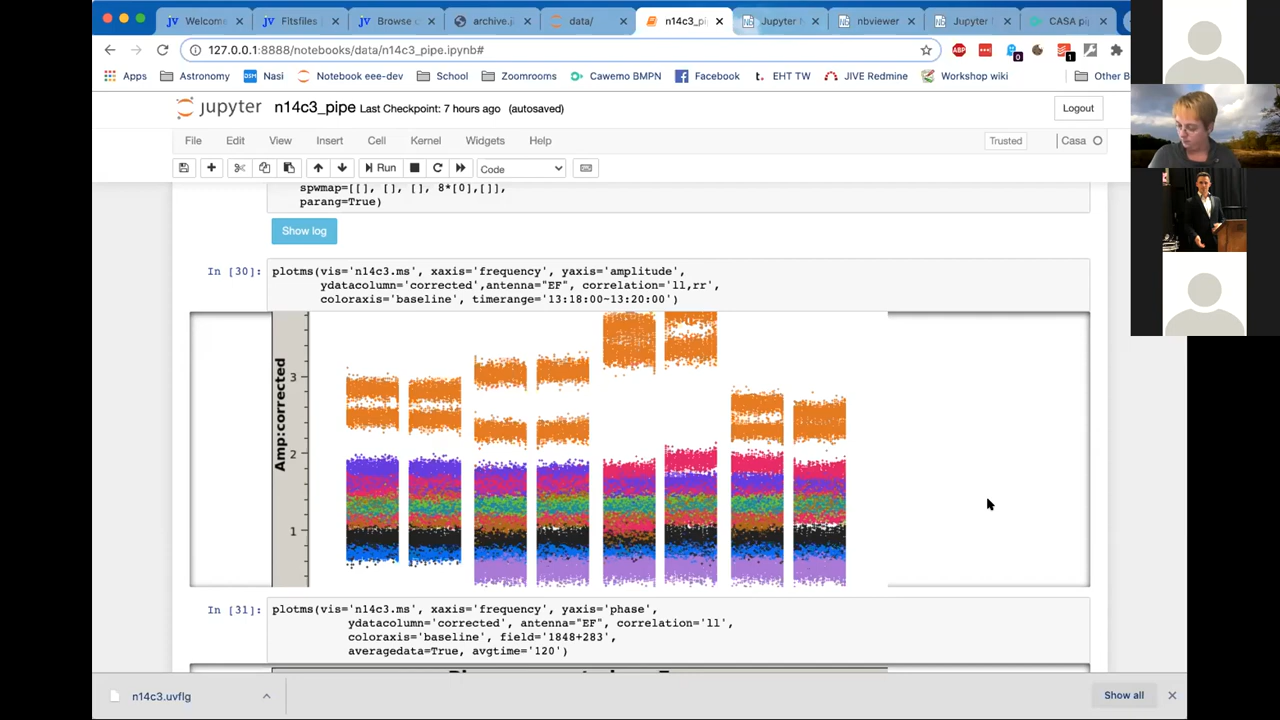 Welcome
Fitsfiles
Browse c
archive.ji
data/
n14c3_pi
Jupyter
nbviewer
Jupyter
CASA pi
127.0.0.1:8888/notebooks/data/n14c3_pipe.ipynb#
Apps Astronomy Nasi Notebook eee-dev School Zoomrooms Cawemo BMPN Facebook t. EHT TW JIVE Redmine Workshop wiki Other B
jupyter n14c3_pipe Last Checkpoint: 7 hours ago (autosaved) Logout
File Edit View Insert Cell Kernel Widgets Help Trusted Casa
Run Code
spwmap=[[], [], [], 8*[0],[]],
parang=True)
Show log
In [30]: plotms(vis='n14c3.ms', xaxis='frequency', yaxis='amplitude',
ydatacolumn='corrected',antenna="EF", correlation='ll,rr',
coloraxis='baseline', timerange='13:18:00~13:20:00')
Amp:corrected
3
2
1
In [31]: plotms(vis='n14c3.ms', xaxis='frequency', yaxis='phase',
ydatacolumn='corrected', antenna="EF", correlation='ll',
coloraxis='baseline', field='1848+283',
averagedata=True, avgtime='120')
n14c3.uvflg
Show all